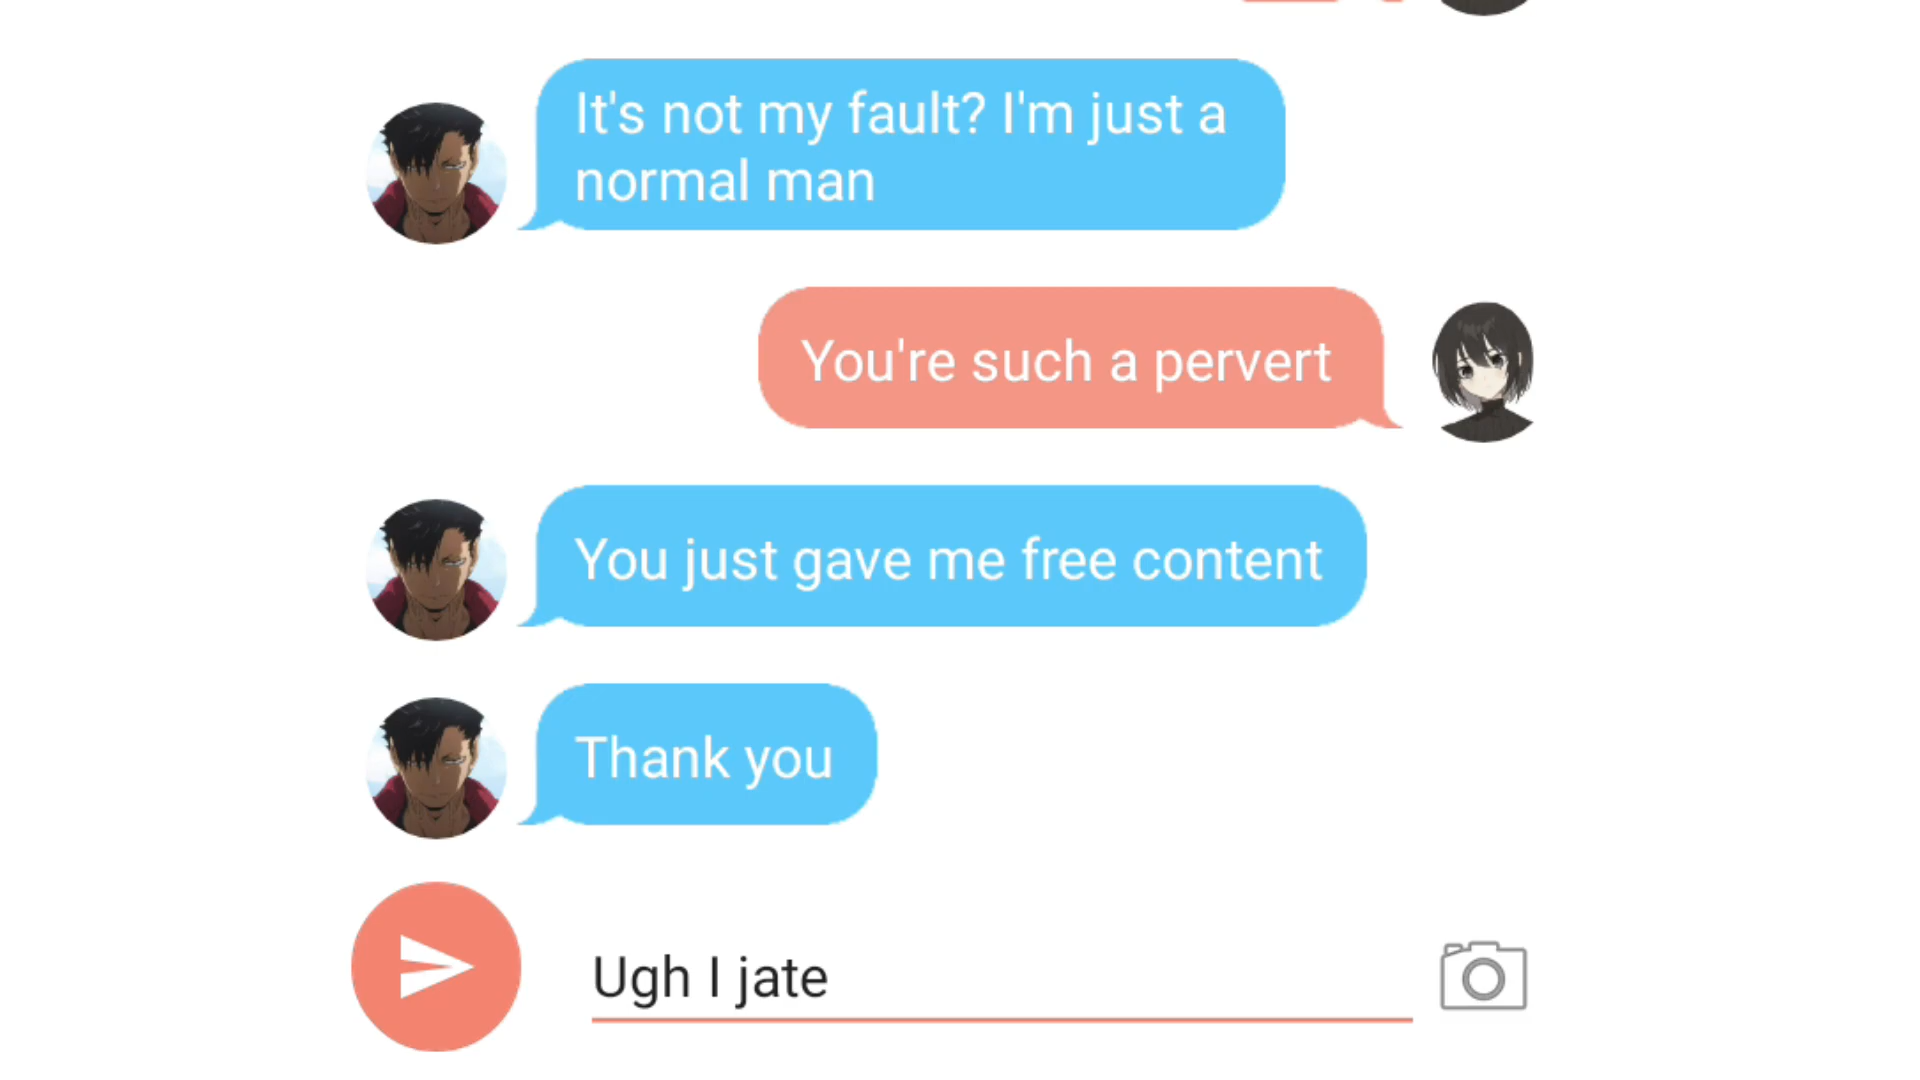 It's not my fault? I'm just a
normal man
You're such a pervert
You just gave me free content
Thank you
Ugh I jate